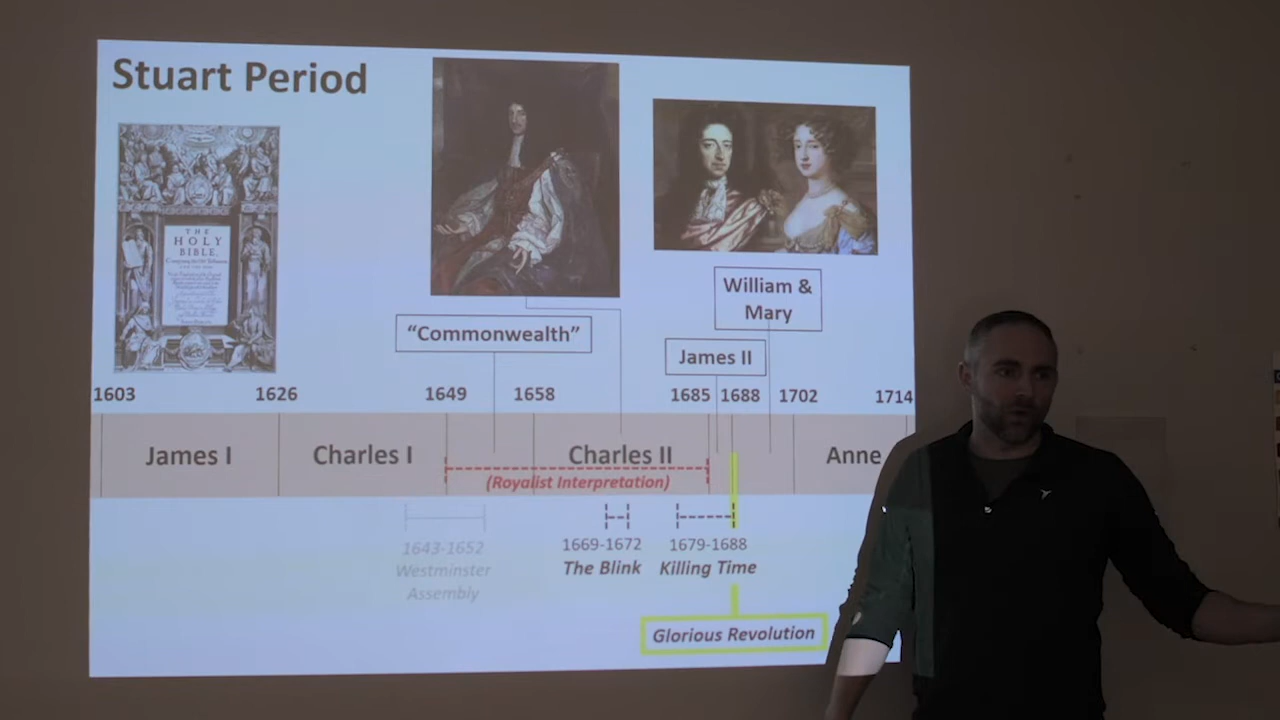 Stuart Period
THE
HOLY
BIBLE,
William &
Mary
"Commonwealth"
James II
1603 1626 1649 1658 1685 1688 1702 1714
James I Charles I Charles II Anne
(Royalist Interpretation)
1643-1652 1669-1672 1679-1688
Westminster The Blink Killing Time
Assembly
Glorious Revolution